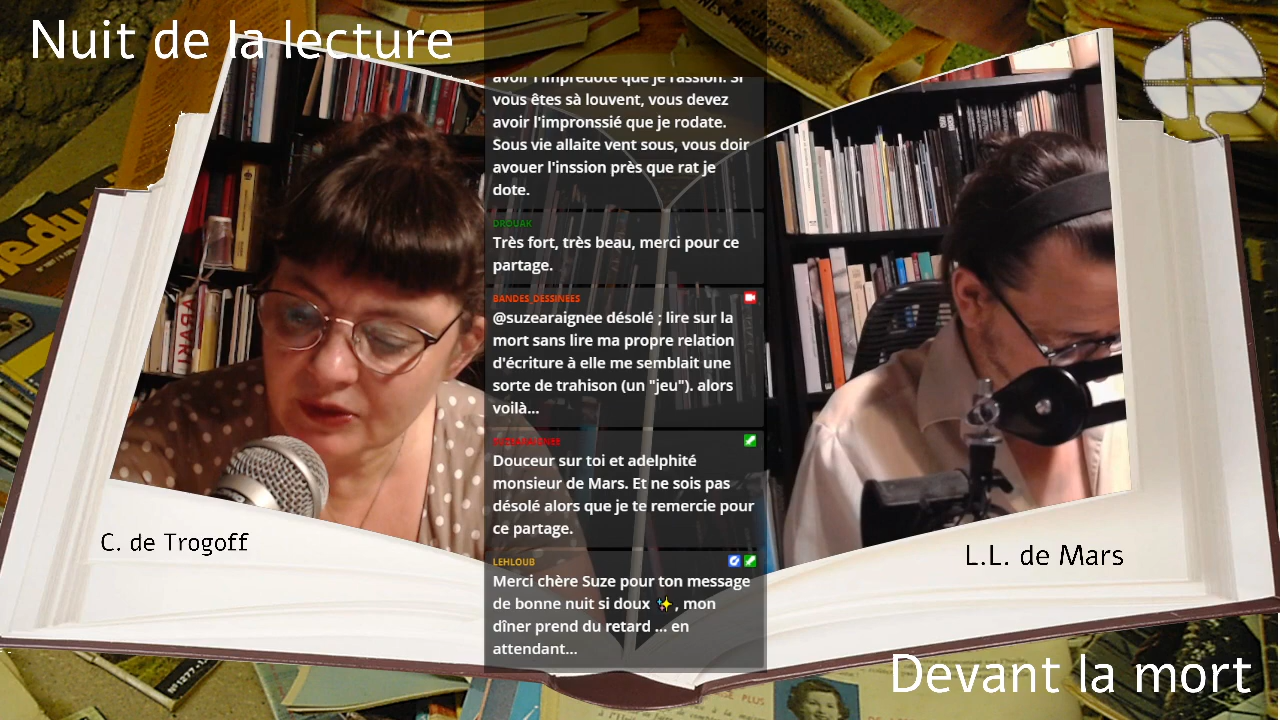 Nuit de la lecture
avoir l'imprédote que je l'assion. Si
vous êtes sà louvent, vous devez
avoir l'impronssié que je rodate.
Sous vie allaite vent sous, vous doir
avouer l'inssion près que rat je
dote.
DROUAK
Très fort, très beau, merci pour ce
partage.
BANDES_DESSINEES
@suzearaignee désolé ; lire sur la
mort sans lire ma propre relation
d'écriture à elle me semblait une
sorte de trahison (un "jeu"). alors
voilà...
SUZEARAIGNEE
Douceur sur toi et adelphité
monsieur de Mars. Et ne sois pas
désolé alors que je te remercie pour
ce partage.
LEHLOUB
Merci chère Suze pour ton message
de bonne nuit si doux ✨, mon
dîner prend du retard ... en
attendant...
C. de Trogoff
L.L. de Mars
Devant la mort